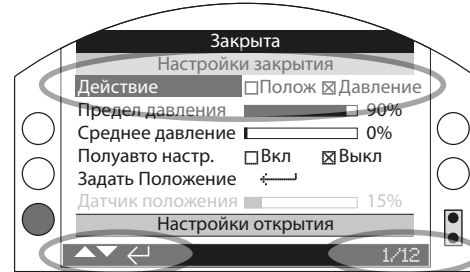 Закрыта
Настройки закрытия
Действие Полож Давление
Предел давления 90%
Среднее давление 0%
Полуавто настр. Вкл Выкл
Задать Положение
Датчик положения 15%
Настройки открытия
1/12